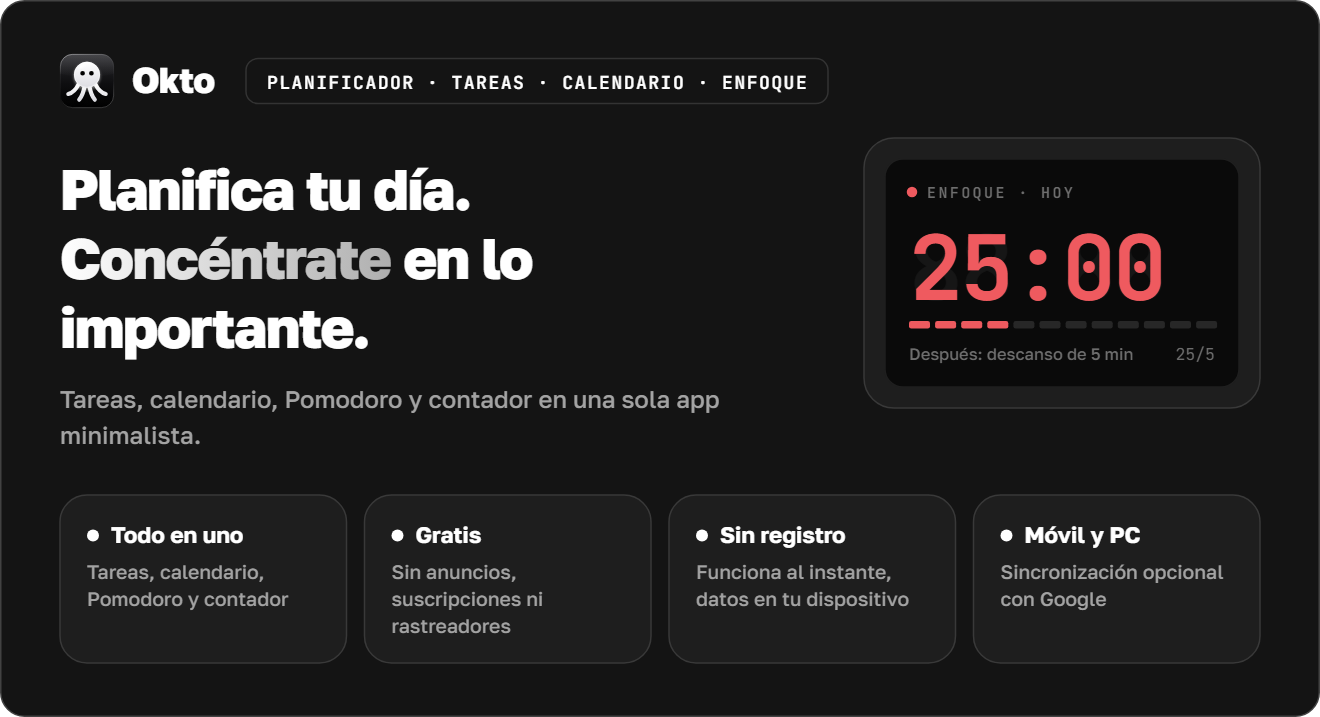 Okto
PLANIFICADOR · TAREAS · CALENDARIO · ENFOQUE
Planifica tu día.
Concéntrate en lo
importante.
Tareas, calendario, Pomodoro y contador en una sola app
minimalista.
ENFOQUE · HOY
25:00
Después: descanso de 5 min
25/5
Todo en uno
Tareas, calendario,
Pomodoro y contador
Gratis
Sin anuncios,
suscripciones ni
rastreadores
Sin registro
Funciona al instante,
datos en tu dispositivo
Móvil y PC
Sincronización opcional
con Google